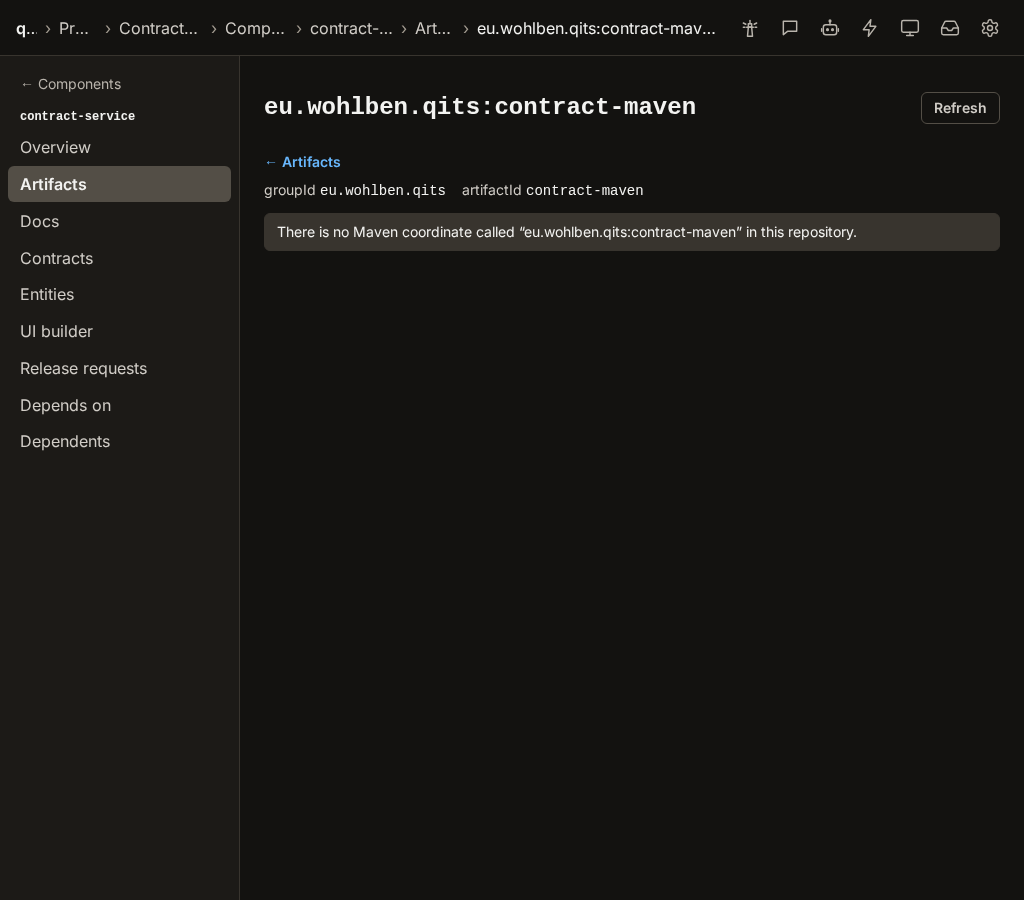 q... › Pr... › Contract... › Comp... › contract-... › Art... › eu.wohlben.qits:contract-mav...
← Components
contract-service
Overview
Artifacts
Docs
Contracts
Entities
UI builder
Release requests
Depends on
Dependents
eu.wohlben.qits:contract-maven
Refresh
← Artifacts
groupId eu.wohlben.qits artifactId contract-maven
There is no Maven coordinate called “eu.wohlben.qits:contract-maven” in this repository.